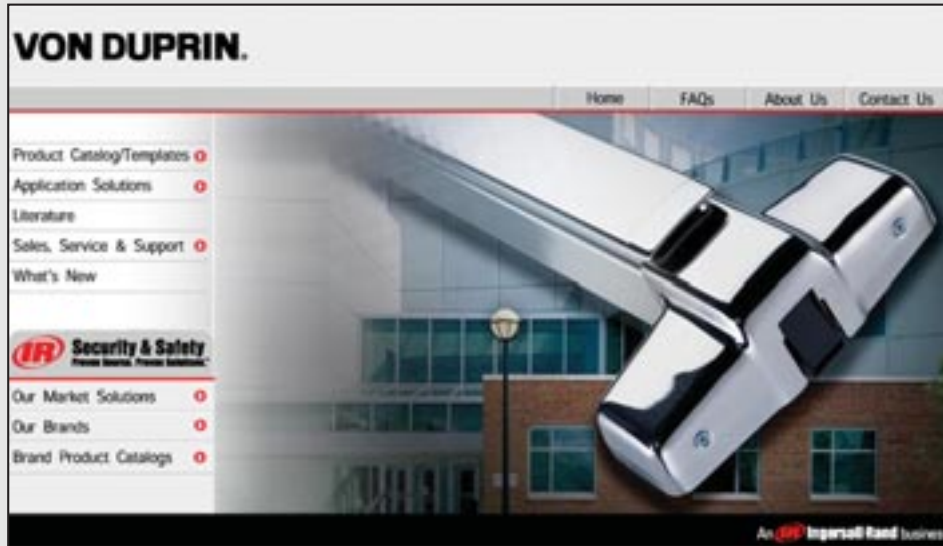 VON DUPRIN.
Home FAQs About Us Contact Us
Product Catalog/Templates
Application Solutions
Literature
Sales, Service & Support
What's New
IR Security & Safety
Our Market Solutions
Our Brands
Brand Product Catalogs
An IR Ingersoll-Rand business